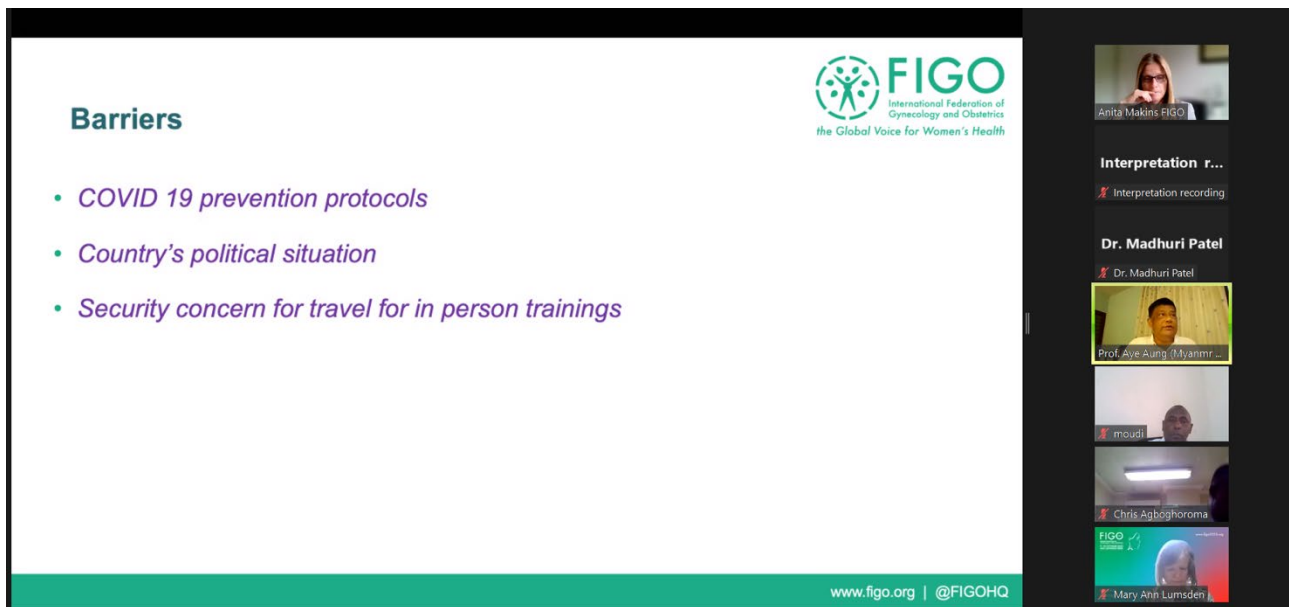 FIGO
International Federation of
Gynecology and Obstetrics
the Global Voice for Women's Health
Barriers
• COVID 19 prevention protocols
• Country's political situation
• Security concern for travel for in person trainings
www.figo.org | @FIGOHQ
Anita Makins FIGO
Interpretation r...
Interpretation recording
Dr. Madhuri Patel
Dr. Madhuri Patel
Prof. Aye Aung (Myanmr ...
moudi
Chris Agboghoroma
FIGO
Mary Ann Lumsden